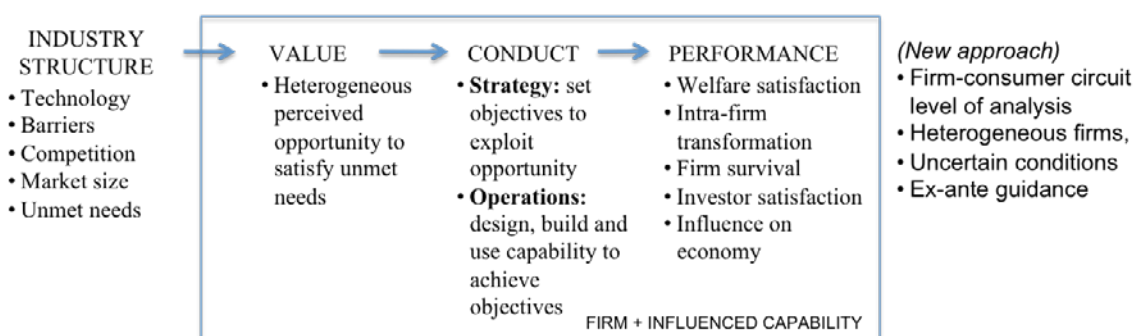 INDUSTRY
STRUCTURE
• Technology
• Barriers
• Competition
• Market size
• Unmet needs
VALUE
• Heterogeneous
perceived
opportunity to
satisfy unmet
needs
CONDUCT
• Strategy: set
objectives to
exploit
opportunity
• Operations:
design, build and
use capability to
achieve
objectives
PERFORMANCE
• Welfare satisfaction
• Intra-firm
transformation
• Firm survival
• Investor satisfaction
• Influence on
economy
FIRM + INFLUENCED CAPABILITY
(New approach)
• Firm-consumer circuit
level of analysis
• Heterogeneous firms,
• Uncertain conditions
• Ex-ante guidance